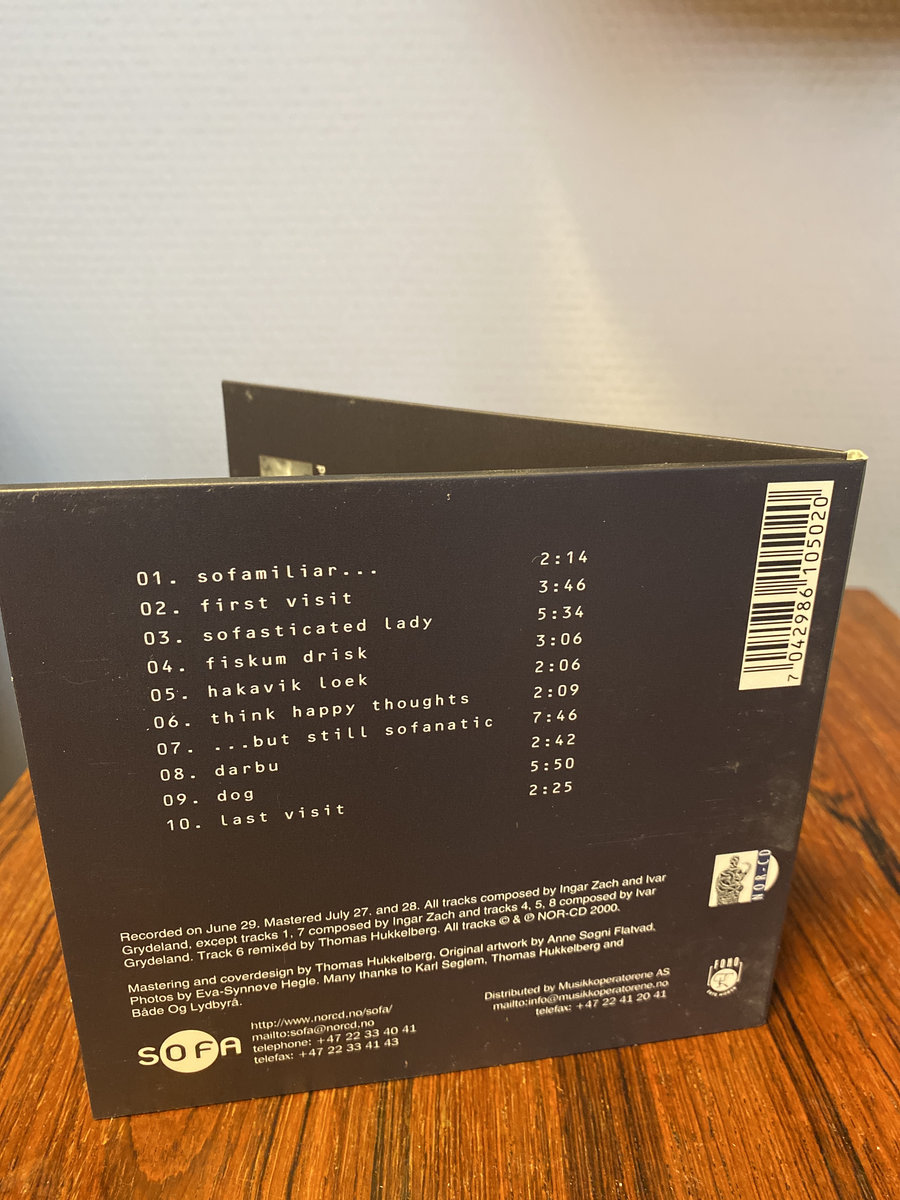 01. sofamiliar... 2:14
02. first visit 3:46
03. sofasticated lady 5:34
04. fiskum drisk 3:06
05. hakavik loek 2:06
06. think happy thoughts 2:09
07. ...but still sofanatic 7:46
08. darbu 2:42
09. dog 5:50
10. last visit 2:25
7 042986 105020
NOR-CD
Recorded on June 29. Mastered July 27. and 28. All tracks composed by Ingar Zach and Ivar
Grydeland, except tracks 1, 7 composed by Ingar Zach and tracks 4, 5, 8 composed by Ivar
Grydeland. Track 6 remixed by Thomas Hukkelberg. All tracks © & ℗ NOR-CD 2000.
Mastering and coverdesign by Thomas Hukkelberg, Original artwork by Anne Søgni Flatvad,
Photos by Eva-Synnøve Hegle. Many thanks to Karl Seglem, Thomas Hukkelberg and
Både Og Lydbyrå.
SOFA
http://www.norcd.no/sofa/
mailto:sofa@norcd.no
telephone: +47 22 33 40 41
telefax: +47 22 33 41 43
Distributed by Musikkoperatørene AS
mailto:info@musikkoperatorene.no
telefax: +47 22 41 20 41
FONO